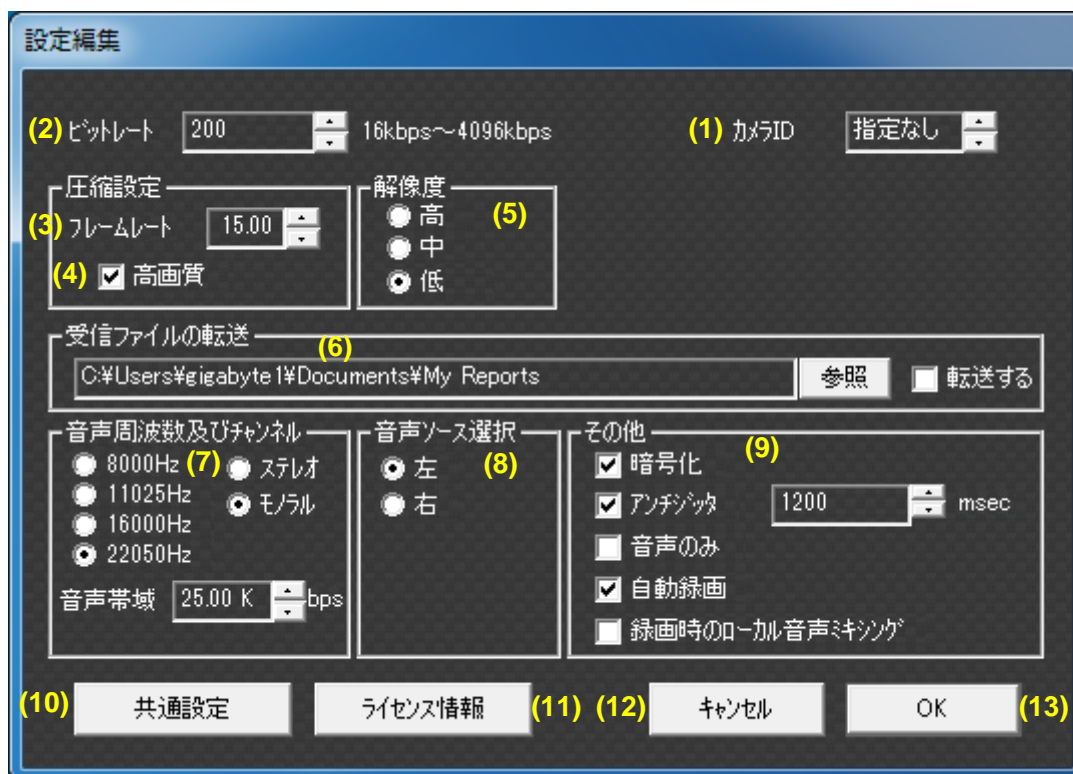 設定編集
(2) ビットレート 200 16kbps～4096kbps (1) カメラID 指定なし
圧縮設定 解像度
(3) フレームレート 15.00 高 (5)
中
(4) 高画質 低
受信ファイルの転送 (6)
C:¥Users¥gigabyte1¥Documents¥My Reports 参照 転送する
音声周波数及びチャンネル 音声ソース選択 その他
8000Hz (7) ステレオ 左 (8) 暗号化 (9)
11025Hz モノラル 右 アンチジッタ 1200 msec
16000Hz 音声のみ
22050Hz 自動録画
音声帯域 25.00 K bps 録画時のローカル音声ミキシング
(10) 共通設定 ライセンス情報 (11) (12) キャンセル OK (13)